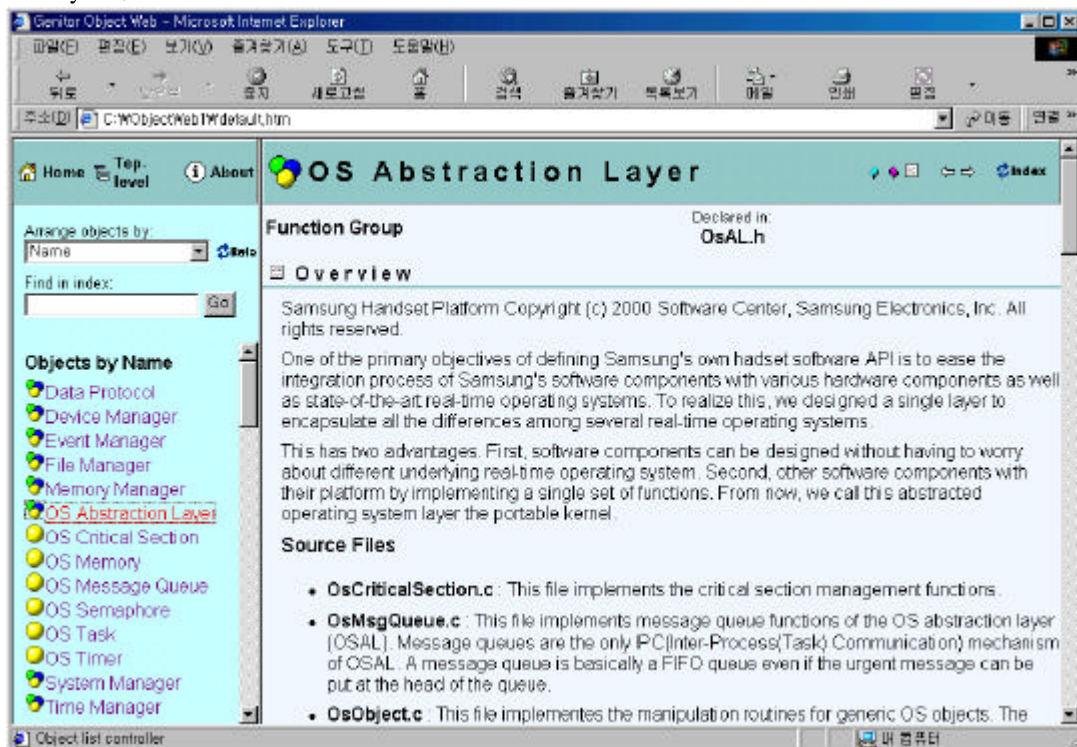 Genitor Object Web - Microsoft Internet Explorer
파일(F) 편집(E) 보기(V) 즐겨찾기(A) 도구(T) 도움말(H)
뒤로 중지 새로고침 홈 검색 즐겨찾기 목록보기 메일 인쇄 편집
주소(D) C:\ObjectWeb1\default.htm 이동 연결 »
Home Top-level About
OS Abstraction Layer
Index
Arrange objects by:
Name
Find in index:
Go
Objects by Name
Data Protocol
Device Manager
Event Manager
File Manager
Memory Manager
OS Abstraction Layer
OS Critical Section
OS Memory
OS Message Queue
OS Semaphore
OS Task
OS Timer
System Manager
Time Manager
Function Group
Declared in:
OsAL.h
Overview
Samsung Handset Platform Copyright (c) 2000 Software Center, Samsung Electronics, Inc. All
rights reserved.
One of the primary objectives of defining Samsung's own hadset software API is to ease the
integration process of Samsung's software components with various hardware components as well
as state-of-the-art real-time operating systems. To realize this, we designed a single layer to
encapsulate all the differences among several real-time operating systems.
This has two advantages. First, software components can be designed without having to worry
about different underlying real-time operating system. Second, other software components with
their platform by implementing a single set of functions. From now, we call this abstracted
operating system layer the portable kernel.
Source Files
• OsCriticalSection.c : This file implements the critical section management functions.
• OsMsgQueue.c : This file implements message queue functions of the OS abstraction layer
(OSAL). Message queues are the only IPC(Inter-Process(Task) Communication) mechanism
of OSAL. A message queue is basically a FIFO queue even if the urgent message can be
put at the head of the queue.
• OsObject.c : This file implementes the manipulation routines for generic OS objects. The
Object list controller
내 컴퓨터